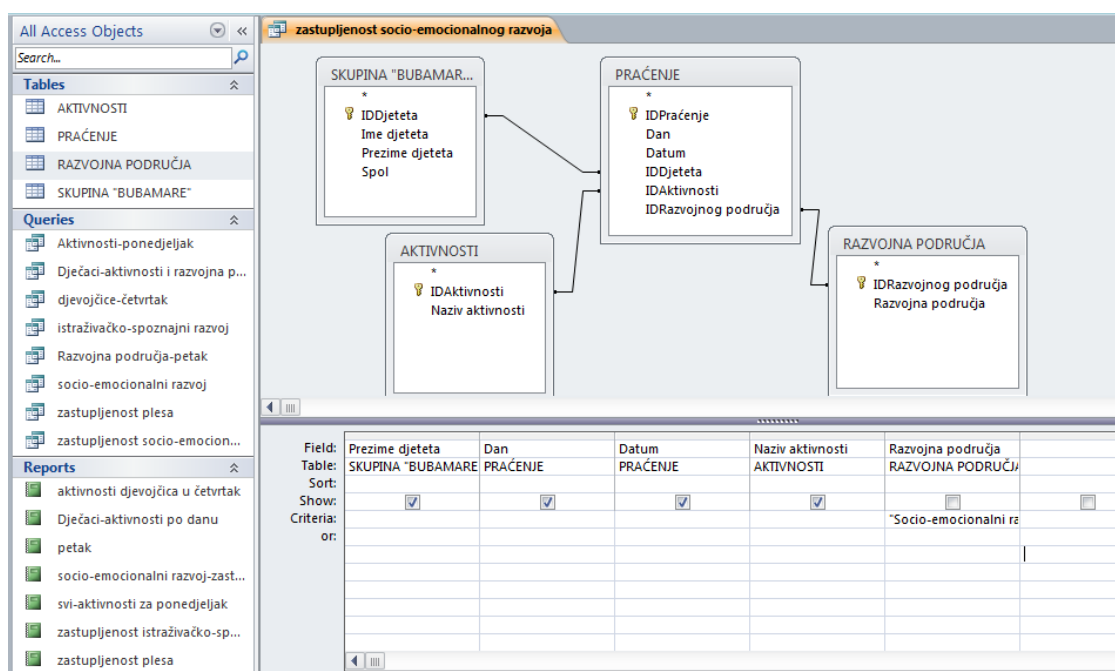 All Access Objects
Search...
Tables
AKTIVNOSTI
PRAĆENJE
RAZVOJNA PODRUČJA
SKUPINA "BUBAMARE"
Queries
Aktivnosti-ponedjeljak
Dječaci-aktivnosti i razvojna p...
djevojčice-četvrtak
istraživačko-spoznajni razvoj
Razvojna područja-petak
socio-emocionalni razvoj
zastupljenost plesa
zastupljenost socio-emocion...
Reports
aktivnosti djevojčica u četvrtak
Dječaci-aktivnosti po danu
petak
socio-emocionalni razvoj-zast...
svi-aktivnosti za ponedjeljak
zastupljenost istraživačko-sp...
zastupljenost plesa
zastupljenost socio-emocionalnog razvoja
SKUPINA "BUBAMAR...
*
IDDjeteta
Ime djeteta
Prezime djeteta
Spol
PRAĆENJE
*
IDPraćenje
Dan
Datum
IDDjeteta
IDAktivnosti
IDRazvojnog područja
AKTIVNOSTI
*
IDAktivnosti
Naziv aktivnosti
RAZVOJNA PODRUČJA
*
IDRazvojnog područja
Razvojna područja
Field: Prezime djeteta Dan Datum Naziv aktivnosti Razvojna područja
Table: SKUPINA "BUBAMARE PRAĆENJE PRAĆENJE AKTIVNOSTI RAZVOJNA PODRUČJA
Sort:
Show:
Criteria: "Socio-emocionalni ra
or: